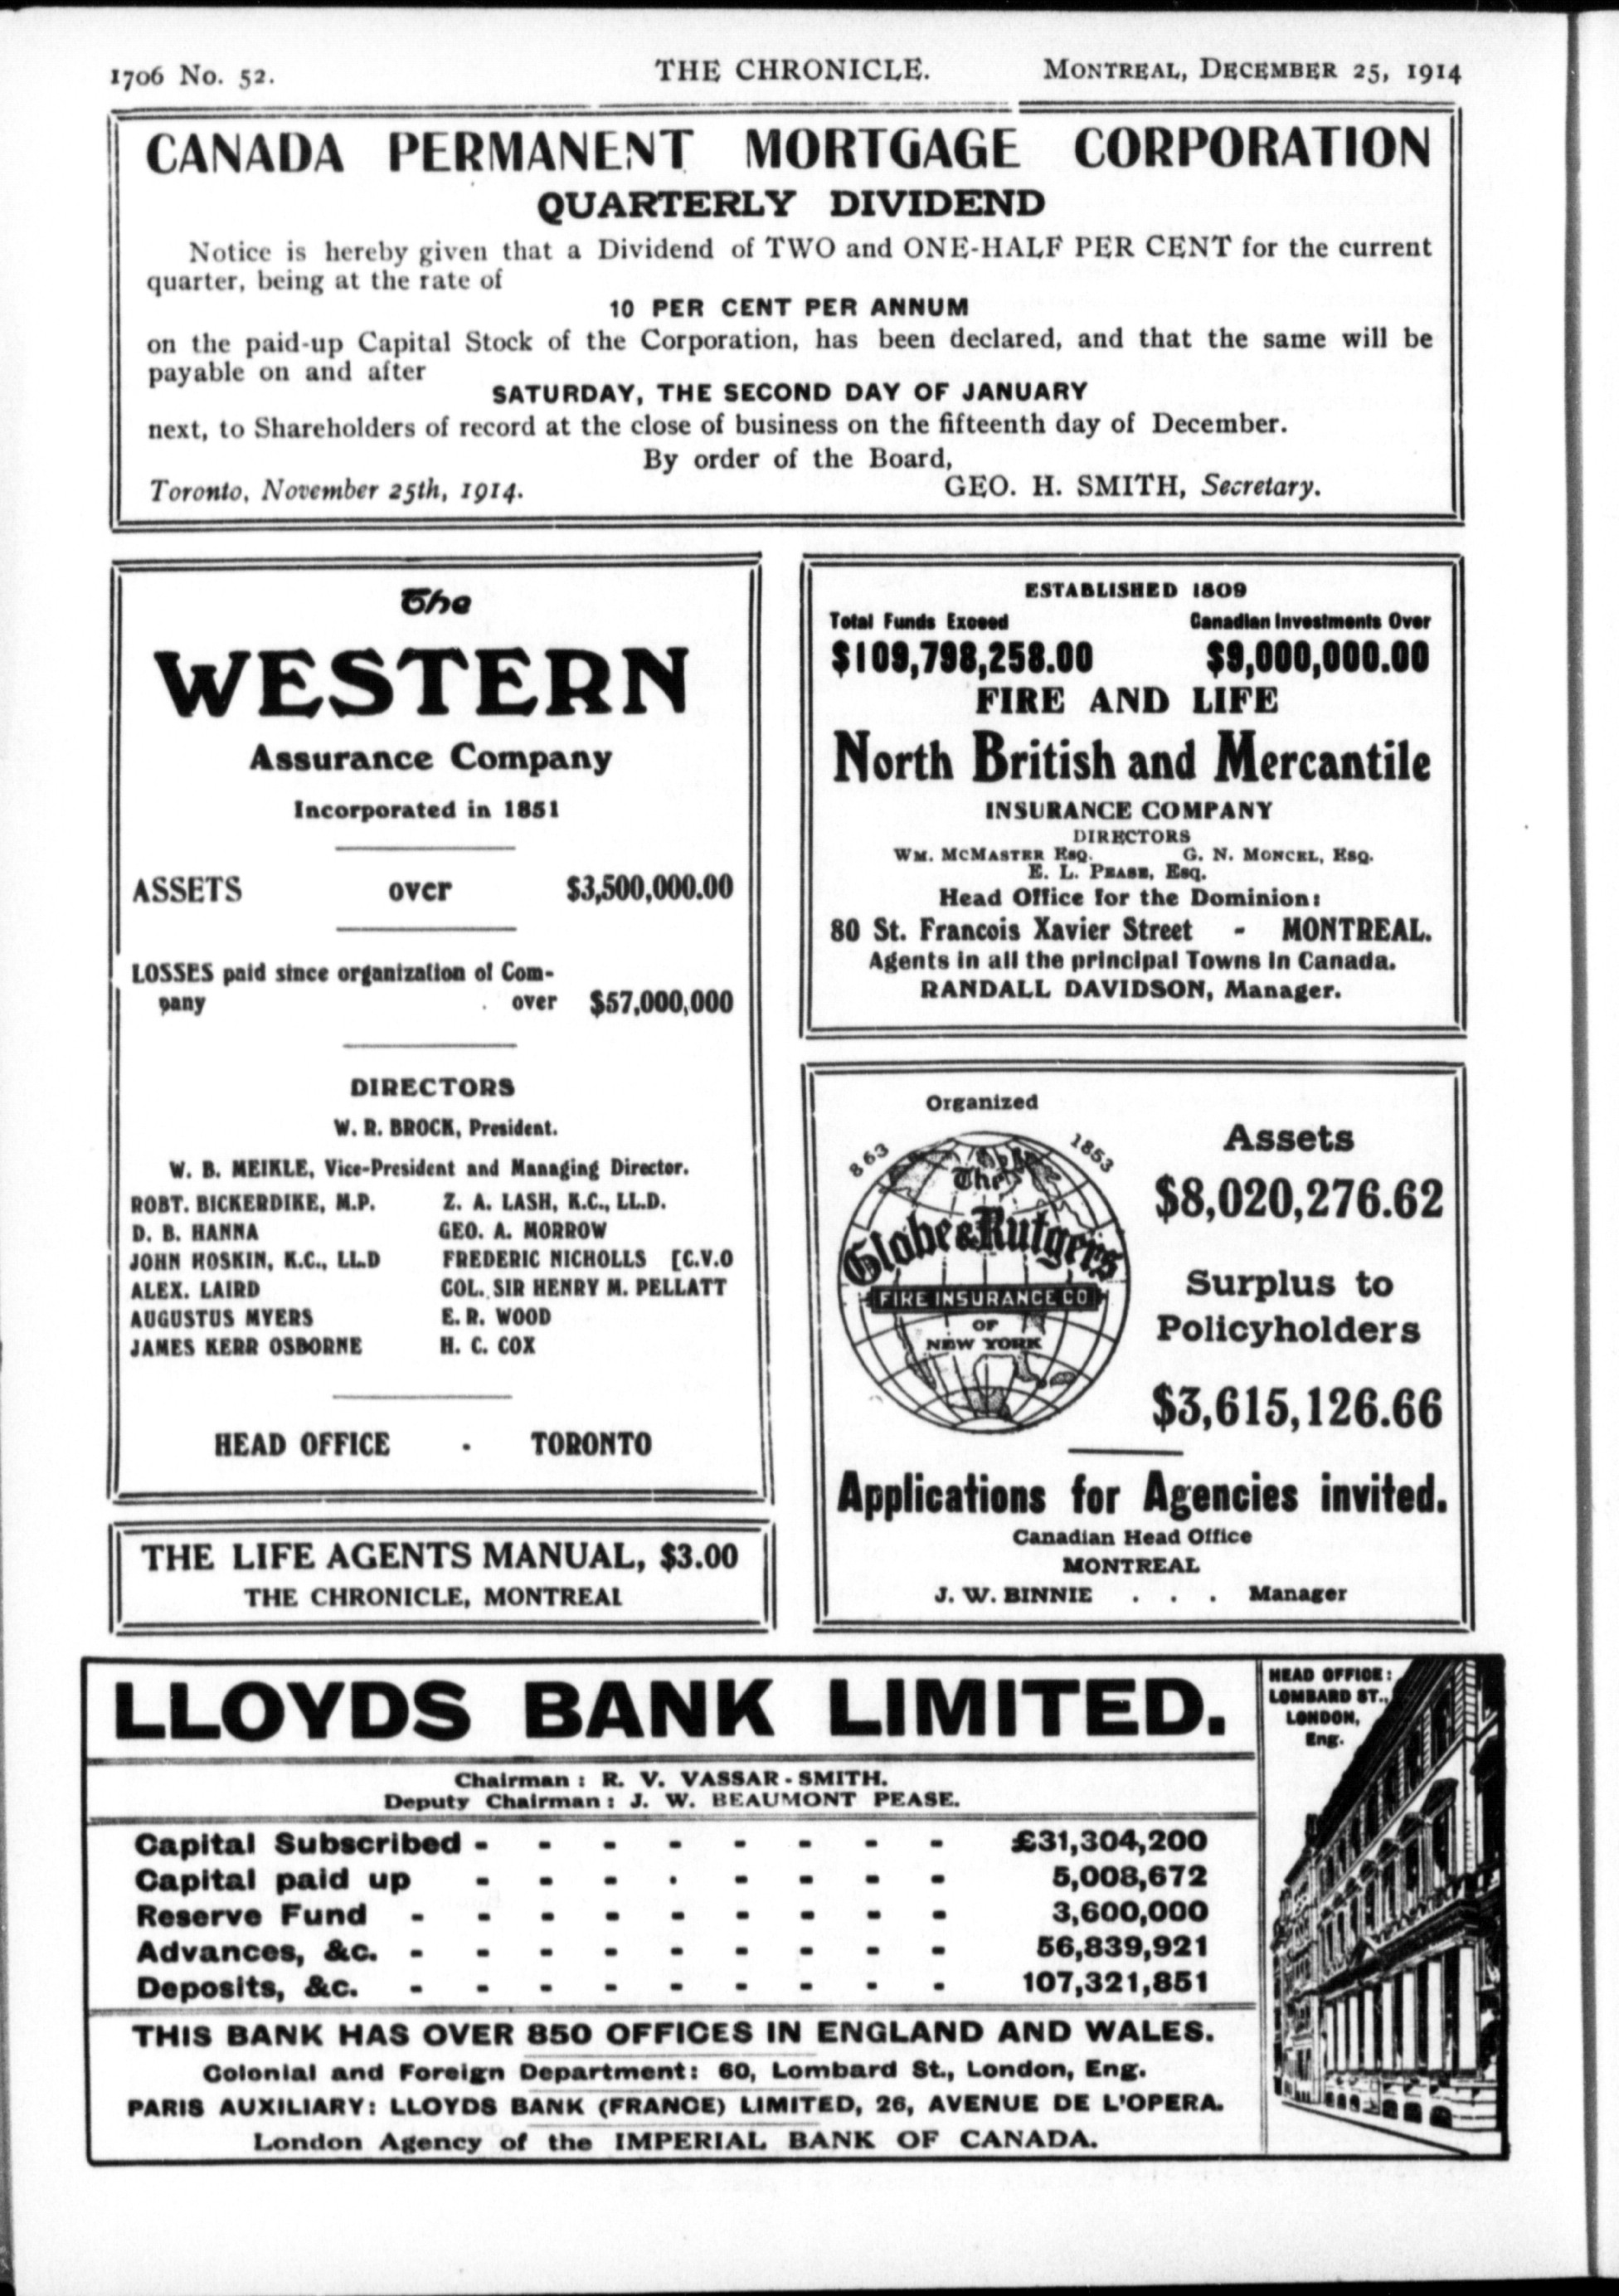 1706 No. 52.
THE CHRONICLE.
MONTREAL, DECEMBER 25, 1914
CANADA PERMANENT MORTGAGE CORPORATION
QUARTERLY DIVIDEND
Notice is hereby given that a Dividend of TWO and ONE-HALF PER CENT for the current
quarter, being at the rate of
10 PER CENT PER ANNUM
on the paid-up Capital Stock of the Corporation, has been declared, and that the same will be
payable on and after
SATURDAY, THE SECOND DAY OF JANUARY
next, to Shareholders of record at the close of business on the fifteenth day of December.
By order of the Board,
Toronto, November 25th, 1914.
GEO. H. SMITH, Secretary.
The
WESTERN
Assurance Company
Incorporated in 1851
ASSETS over $3,500,000.00
LOSSES paid since organization of Com-
pany . over $57,000,000
DIRECTORS
W. R. BROCK, President.
W. B. MEIKLE, Vice-President and Managing Director.
ROBT. BICKERDIKE, M.P. Z. A. LASH, K.C., LL.D.
D. B. HANNA GEO. A. MORROW
JOHN HOSKIN, K.C., LL.D FREDERIC NICHOLLS [C.V.O
ALEX. LAIRD COL. SIR HENRY M. PELLATT
AUGUSTUS MYERS E. R. WOOD
JAMES KERR OSBORNE H. C. COX
HEAD OFFICE - TORONTO
THE LIFE AGENTS MANUAL, $3.00
THE CHRONICLE, MONTREAL
ESTABLISHED 1809
Total Funds Exceed Canadian Investments Over
$109,798,258.00 $9,000,000.00
FIRE AND LIFE
North British and Mercantile
INSURANCE COMPANY
DIRECTORS
WM. MCMASTER Esq. G. N. MONCEL, ESQ.
E. L. PEASE, Esq.
Head Office for the Dominion:
80 St. Francois Xavier Street - MONTREAL.
Agents in all the principal Towns in Canada.
RANDALL DAVIDSON, Manager.
Organized
863 1853
The
Globe & Rutgers
FIRE INSURANCE CO
OF
NEW YORK
Assets
$8,020,276.62
Surplus to
Policyholders
$3,615,126.66
Applications for Agencies invited.
Canadian Head Office
MONTREAL
J. W. BINNIE . . . Manager
LLOYDS BANK LIMITED.
HEAD OFFICE:
LOMBARD ST.,
LONDON,
Eng.
Chairman: R. V. VASSAR-SMITH.
Deputy Chairman: J. W. BEAUMONT PEASE.
Capital Subscribed - - - - - - - - £31,304,200
Capital paid up - - - - - - - - 5,008,672
Reserve Fund - - - - - - - - - 3,600,000
Advances, &c. - - - - - - - - - 56,839,921
Deposits, &c. - - - - - - - - - 107,321,851
THIS BANK HAS OVER 850 OFFICES IN ENGLAND AND WALES.
Colonial and Foreign Department: 60, Lombard St., London, Eng.
PARIS AUXILIARY: LLOYDS BANK (FRANCE) LIMITED, 26, AVENUE DE L'OPERA.
London Agency of the IMPERIAL BANK OF CANADA.